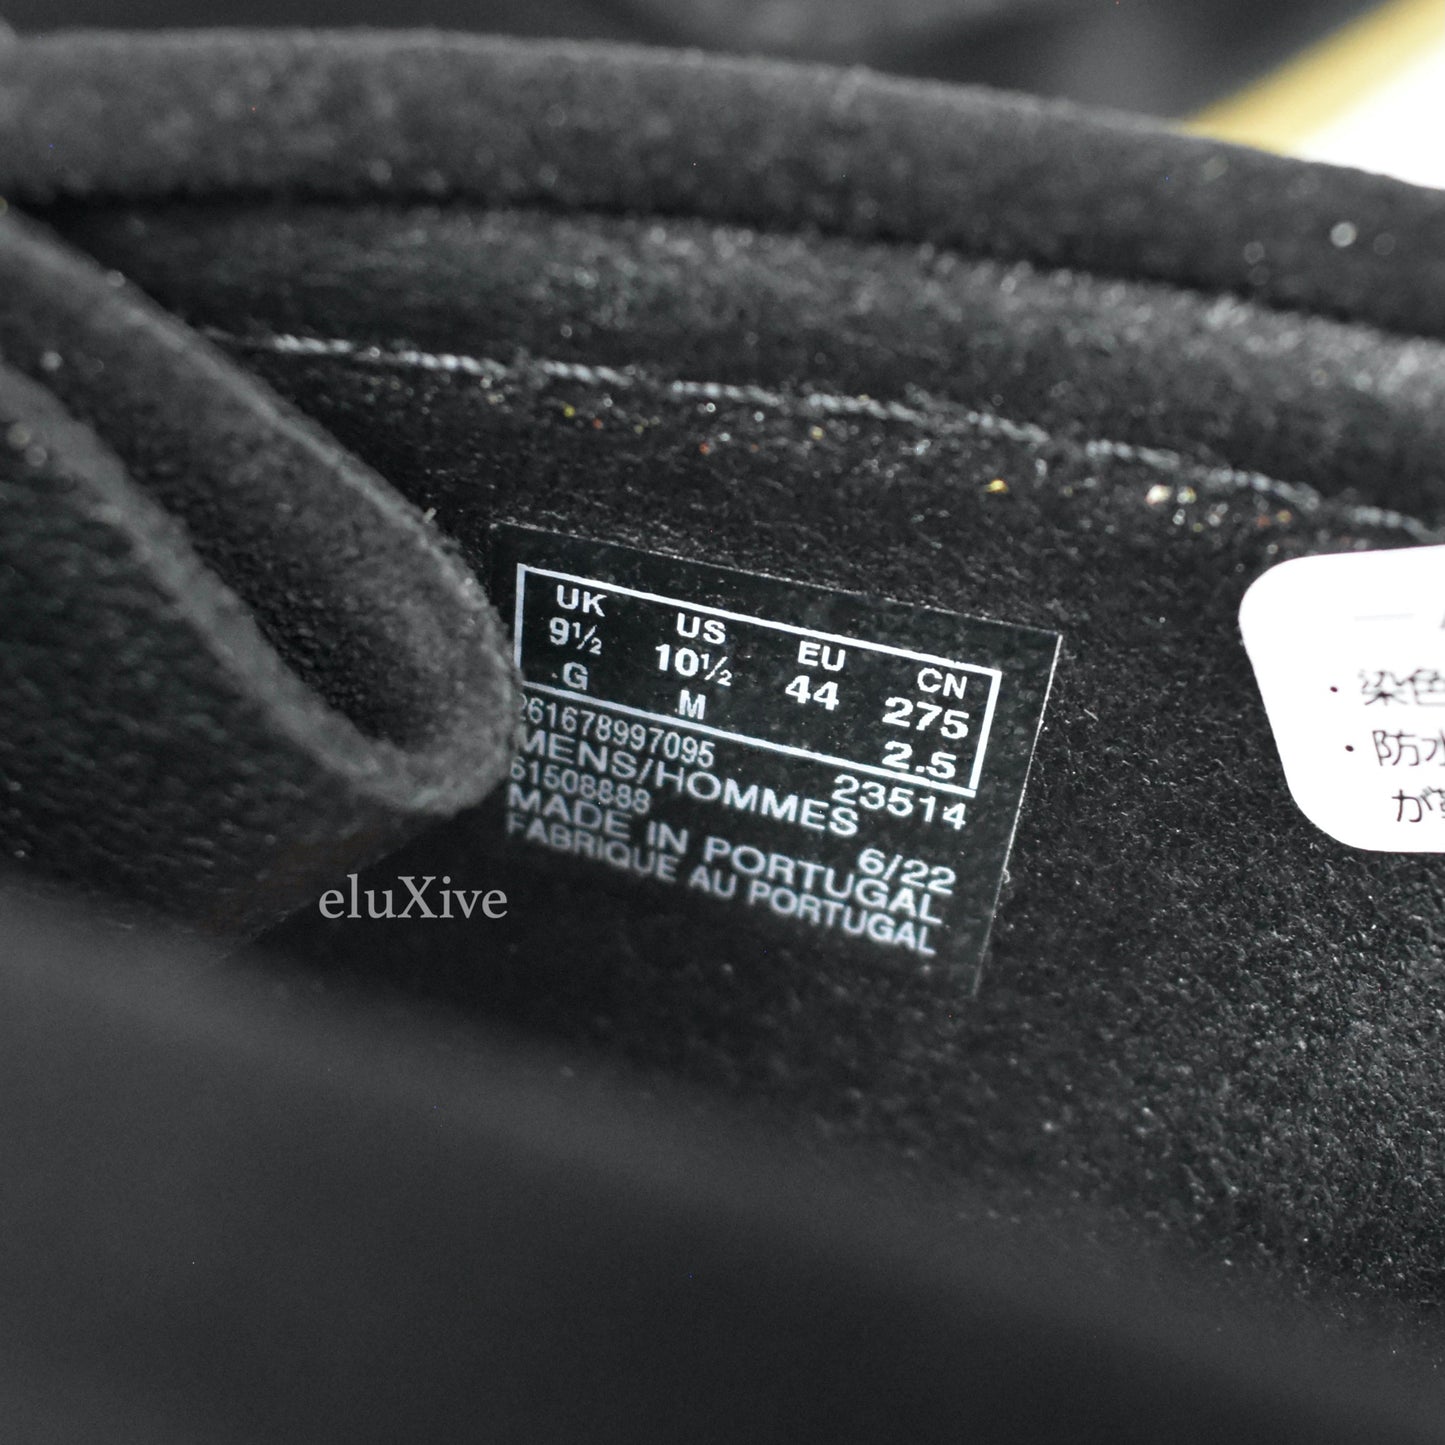 UK US EU CN
9½ 10½ 44 275
G M 2.5
261678997095 23514
MENS/HOMMES
61508888 6/22
MADE IN PORTUGAL
FABRIQUE AU PORTUGAL
eluXive
・染色
・防水
が